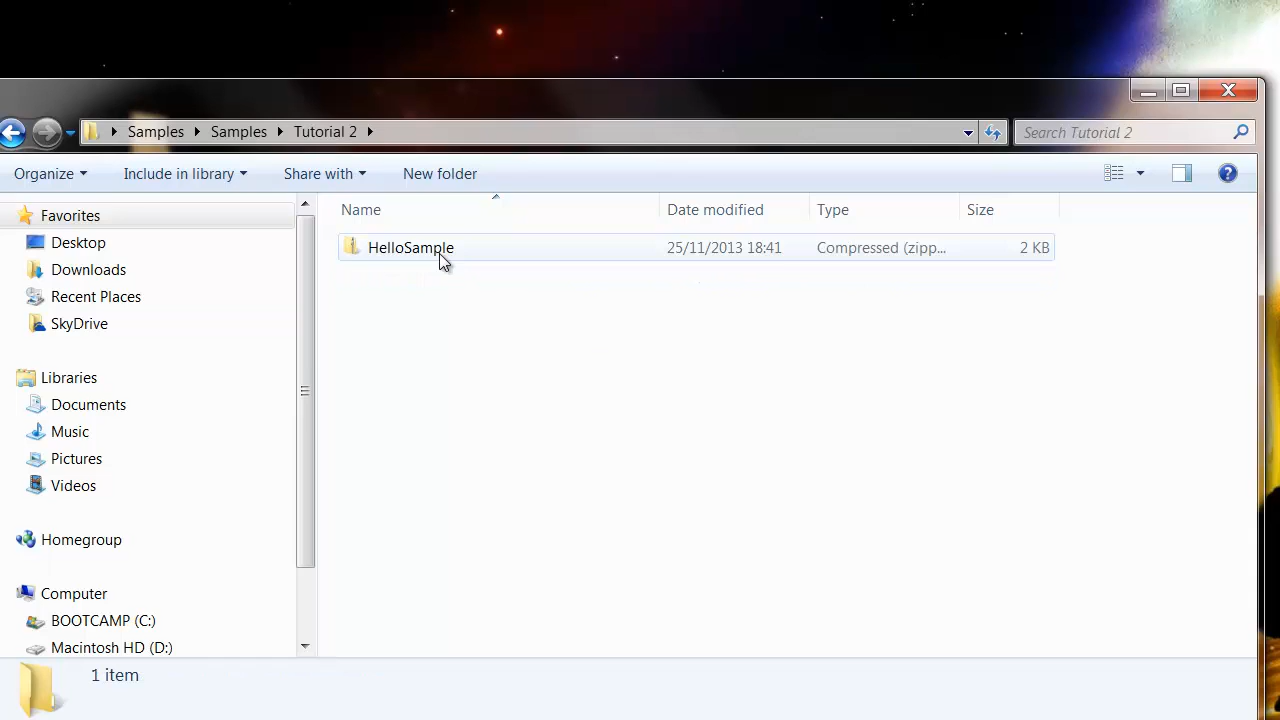 Samples Samples Tutorial 2 Search Tutorial 2
Organize Include in library Share with New folder
Name Date modified Type Size
HelloSample 25/11/2013 18:41 Compressed (zipp... 2 KB
Favorites
Desktop
Downloads
Recent Places
SkyDrive
Libraries
Documents
Music
Pictures
Videos
Homegroup
Computer
BOOTCAMP (C:)
Macintosh HD (D:)
1 item